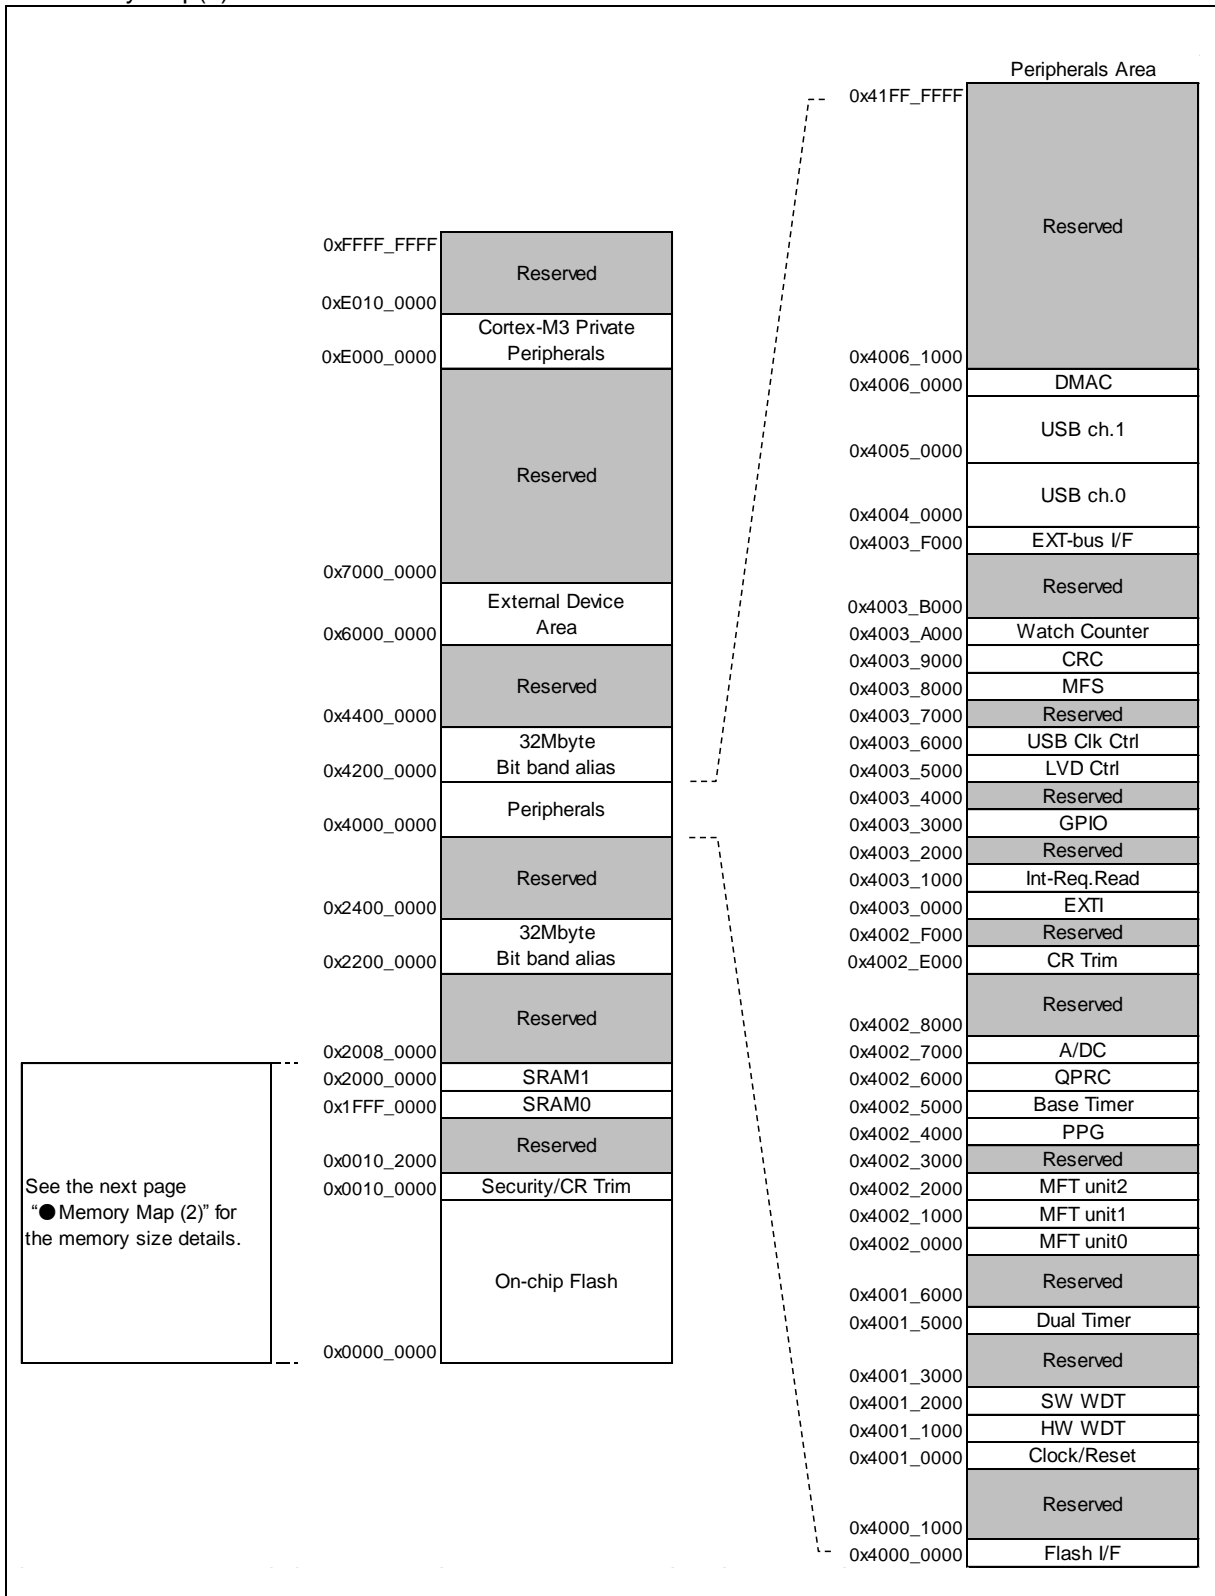 Peripherals Area
0x41FF_FFFF
Reserved
0x4006_1000
0x4006_0000 DMAC
USB ch.1
0x4005_0000
USB ch.0
0x4004_0000
0x4003_F000 EXT-bus I/F
Reserved
0x4003_B000
0x4003_A000 Watch Counter
0x4003_9000 CRC
0x4003_8000 MFS
0x4003_7000 Reserved
0x4003_6000 USB Clk Ctrl
0x4003_5000 LVD Ctrl
0x4003_4000 Reserved
0x4003_3000 GPIO
0x4003_2000 Reserved
0x4003_1000 Int-Req.Read
0x4003_0000 EXTI
0x4002_F000 Reserved
0x4002_E000 CR Trim
Reserved
0x4002_8000
0x4002_7000 A/DC
0x4002_6000 QPRC
0x4002_5000 Base Timer
0x4002_4000 PPG
0x4002_3000 Reserved
0x4002_2000 MFT unit2
0x4002_1000 MFT unit1
0x4002_0000 MFT unit0
Reserved
0x4001_6000
0x4001_5000 Dual Timer
Reserved
0x4001_3000
0x4001_2000 SW WDT
0x4001_1000 HW WDT
0x4001_0000 Clock/Reset
Reserved
0x4000_1000
0x4000_0000 Flash I/F
0xFFFF_FFFF
Reserved
0xE010_0000
Cortex-M3 Private
0xE000_0000 Peripherals
Reserved
0x7000_0000
External Device
0x6000_0000 Area
Reserved
0x4400_0000
32Mbyte
0x4200_0000 Bit band alias
Peripherals
0x4000_0000
Reserved
0x2400_0000
32Mbyte
0x2200_0000 Bit band alias
Reserved
0x2008_0000
0x2000_0000 SRAM1
0x1FFF_0000 SRAM0
Reserved
0x0010_2000
0x0010_0000 Security/CR Trim
On-chip Flash
0x0000_0000
See the next page
“●Memory Map (2)” for
the memory size details.